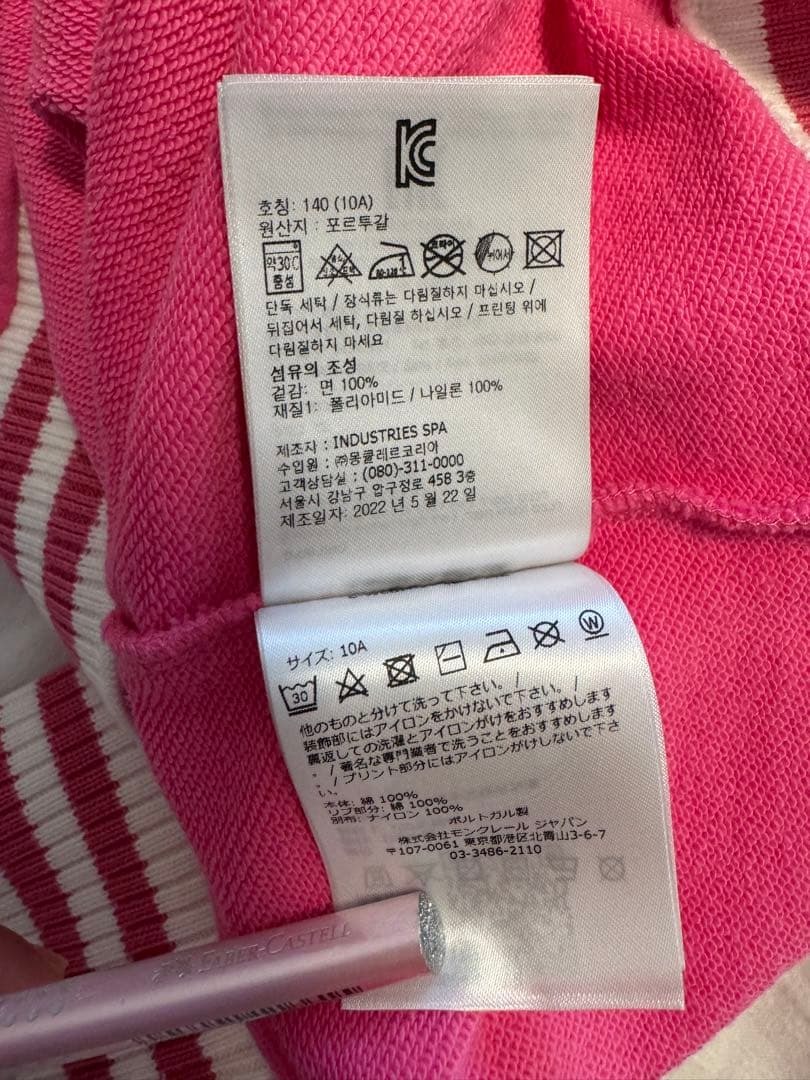 KC
호칭: 140 (10A)
원산지 : 포르투갈
약30℃
중성
단독 세탁 / 장식류는 다림질하지 마십시오 /
뒤집어서 세탁, 다림질 하십시오 / 프린팅 위에
다림질하지 마세요
섬유의 조성
겉감: 면 100%
재질1: 폴리아미드 / 나일론 100%
제조자 : INDUSTRIES SPA
수입원 : ㈜몽클레르코리아
고객상담실 : (080)-311-0000
서울시 강남구 압구정로 458 3층
제조일자: 2022 년 5 월 22 일
サイズ: 10A
30
W
他のものと分けて洗って下さい。/
装飾部にはアイロンをかけないで下さい。/
裏返しての洗濯とアイロンがけをおすすめします
。/ 著名な専門業者で洗うことをおすすめします
。/ プリント部分にはアイロンがけしないで下さ
い。
本体: 綿 100%
リブ部分: 綿 100%
別布: ナイロン 100%
ポルトガル製
株式会社モンクレール ジャパン
〒107-0061 東京都港区北青山3-6-7
03-3486-2110
FABER-CASTELL